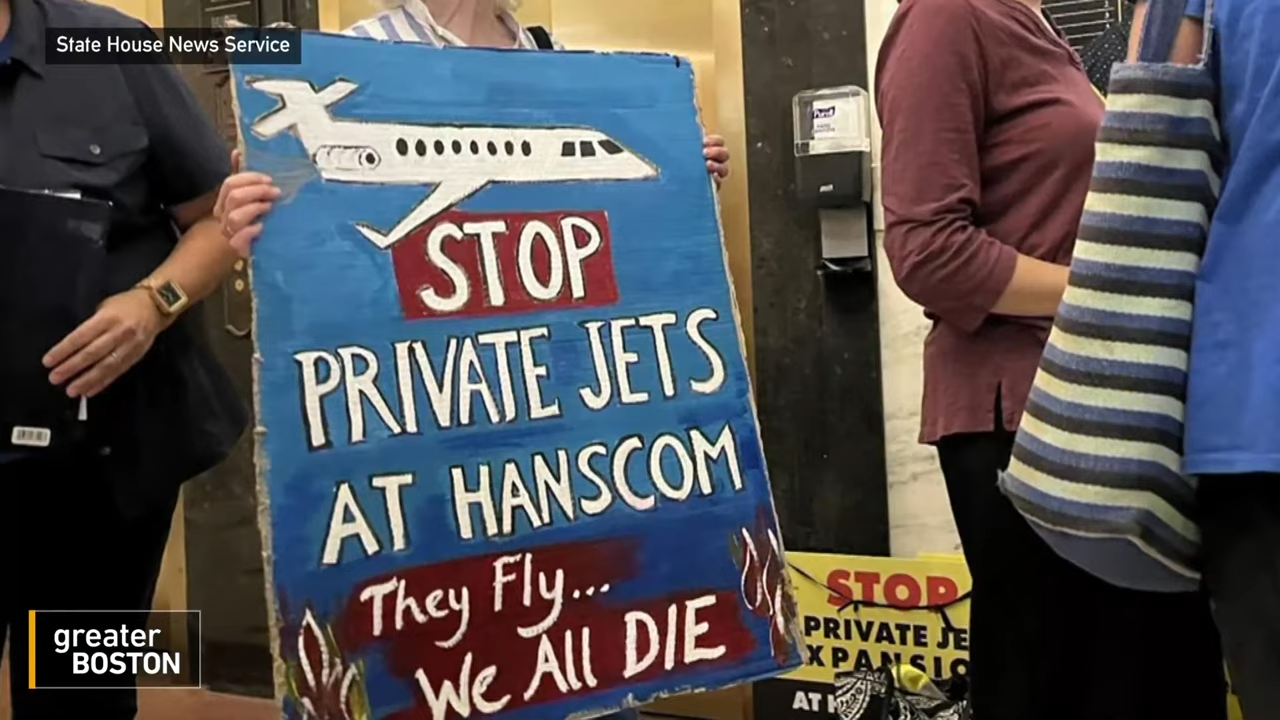 State House News Service
Purell
STOP
PRIVATE JETS
AT HANSCOM
They Fly...
We All DIE
STOP
PRIVATE JE
XPANSIO
AT H
greater
BOSTON